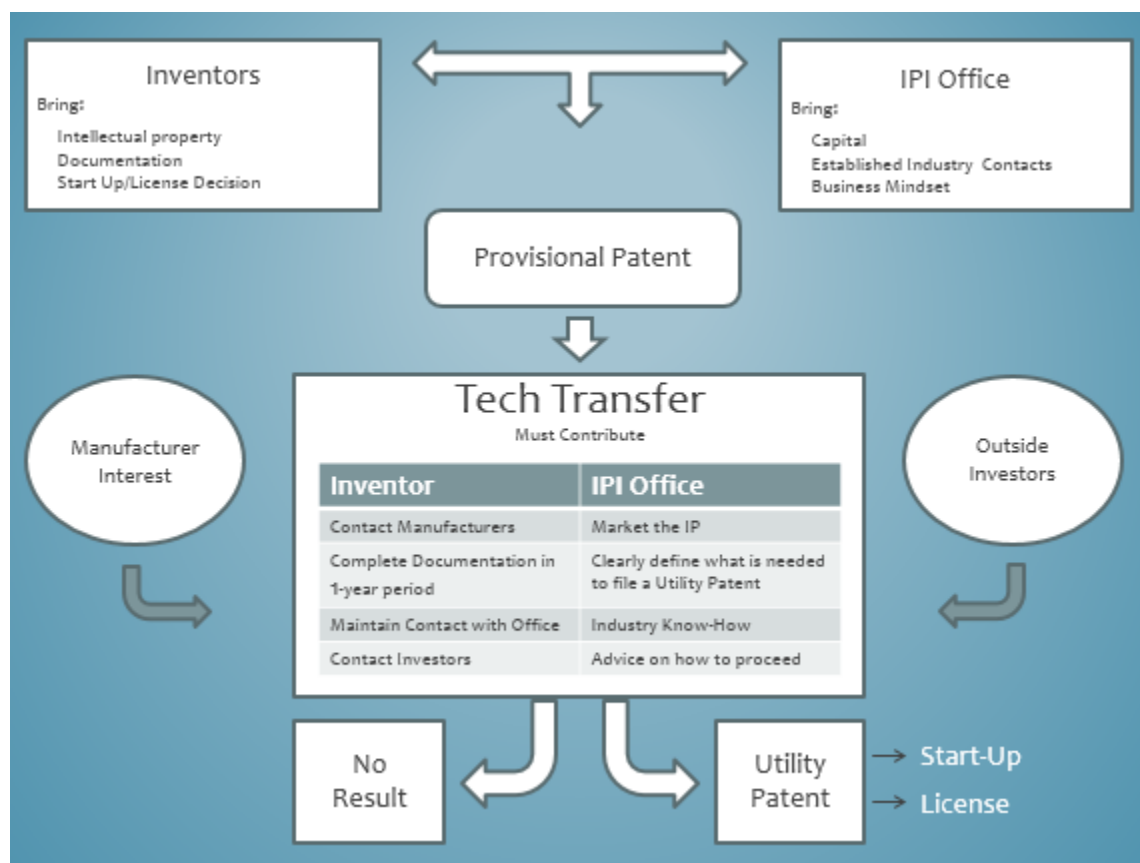 Inventors
Bring:
Intellectual property
Documentation
Start Up/License Decision
IPI Office
Bring:
Capital
Established Industry Contacts
Business Mindset
Provisional Patent
Manufacturer
Interest
Tech Transfer
Must Contribute
Inventor
IPI Office
Contact Manufacturers
Market the IP
Complete Documentation in
1-year period
Clearly define what is needed
to file a Utility Patent
Maintain Contact with Office
Industry Know-How
Contact Investors
Advice on how to proceed
Outside
Investors
No
Result
Utility
Patent
→ Start-Up
→ License